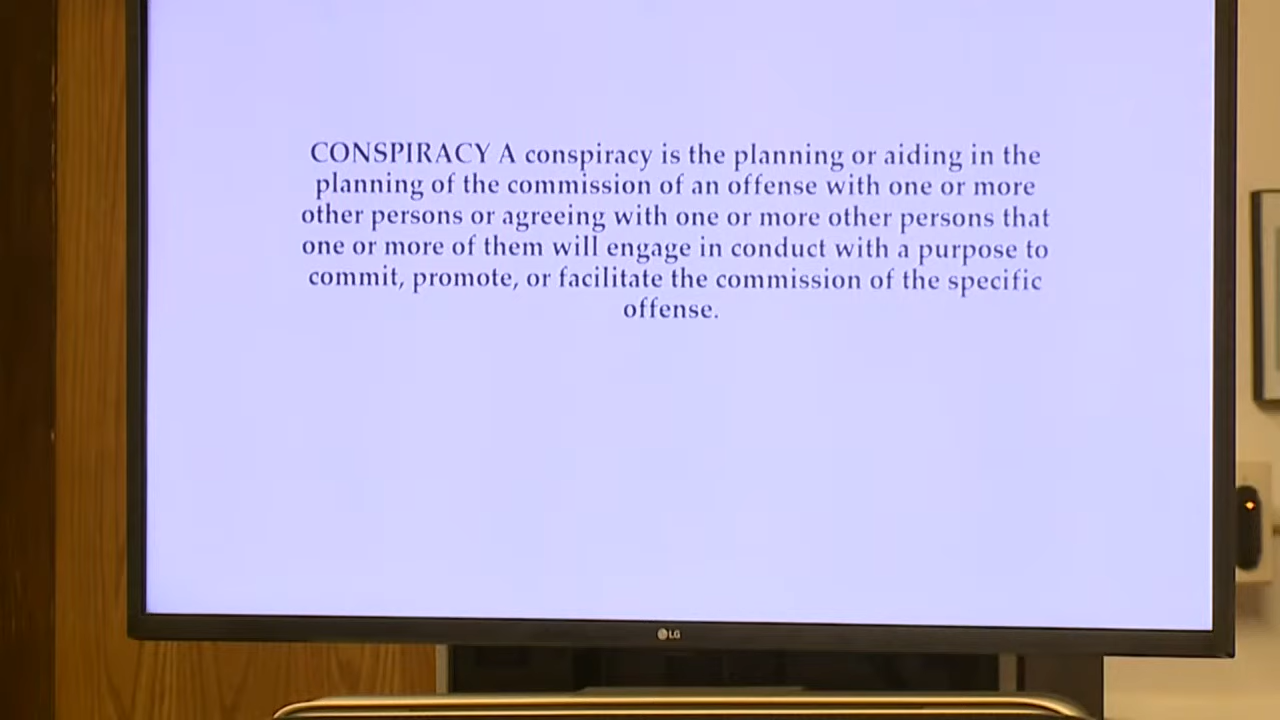 CONSPIRACY A conspiracy is the planning or aiding in the
planning of the commission of an offense with one or more
other persons or agreeing with one or more other persons that
one or more of them will engage in conduct with a purpose to
commit, promote, or facilitate the commission of the specific
offense.
LG